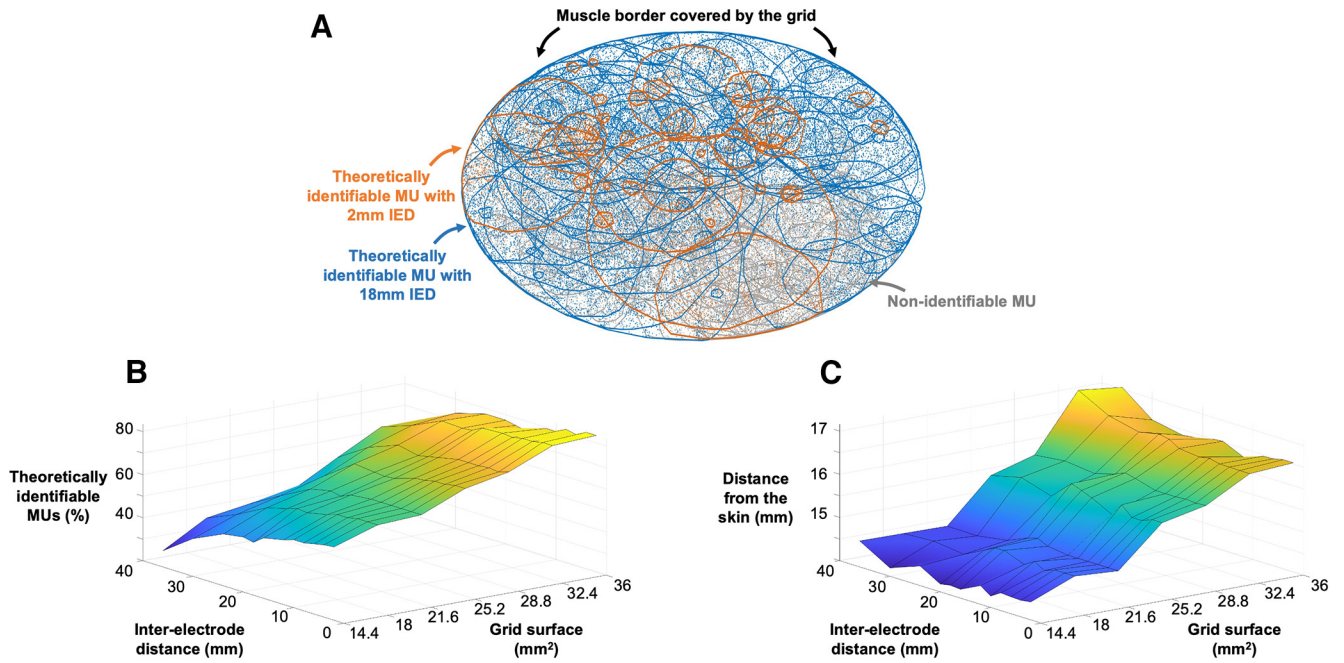 A
Muscle border covered by the grid
Theoretically
identifiable MU with
2mm IED
Theoretically
identifiable MU with
18mm IED
Non-identifiable MU
B
80
60
40
Theoretically
identifiable
MUs (%)
40
30
20
10
0
Inter-electrode
distance (mm)
14.4
18
21.6
25.2
28.8
32.4
36
Grid surface
(mm²)
C
17
16
15
Distance
from the
skin (mm)
40
30
20
10
0
Inter-electrode
distance (mm)
14.4
18
21.6
25.2
28.8
32.4
36
Grid surface
(mm²)